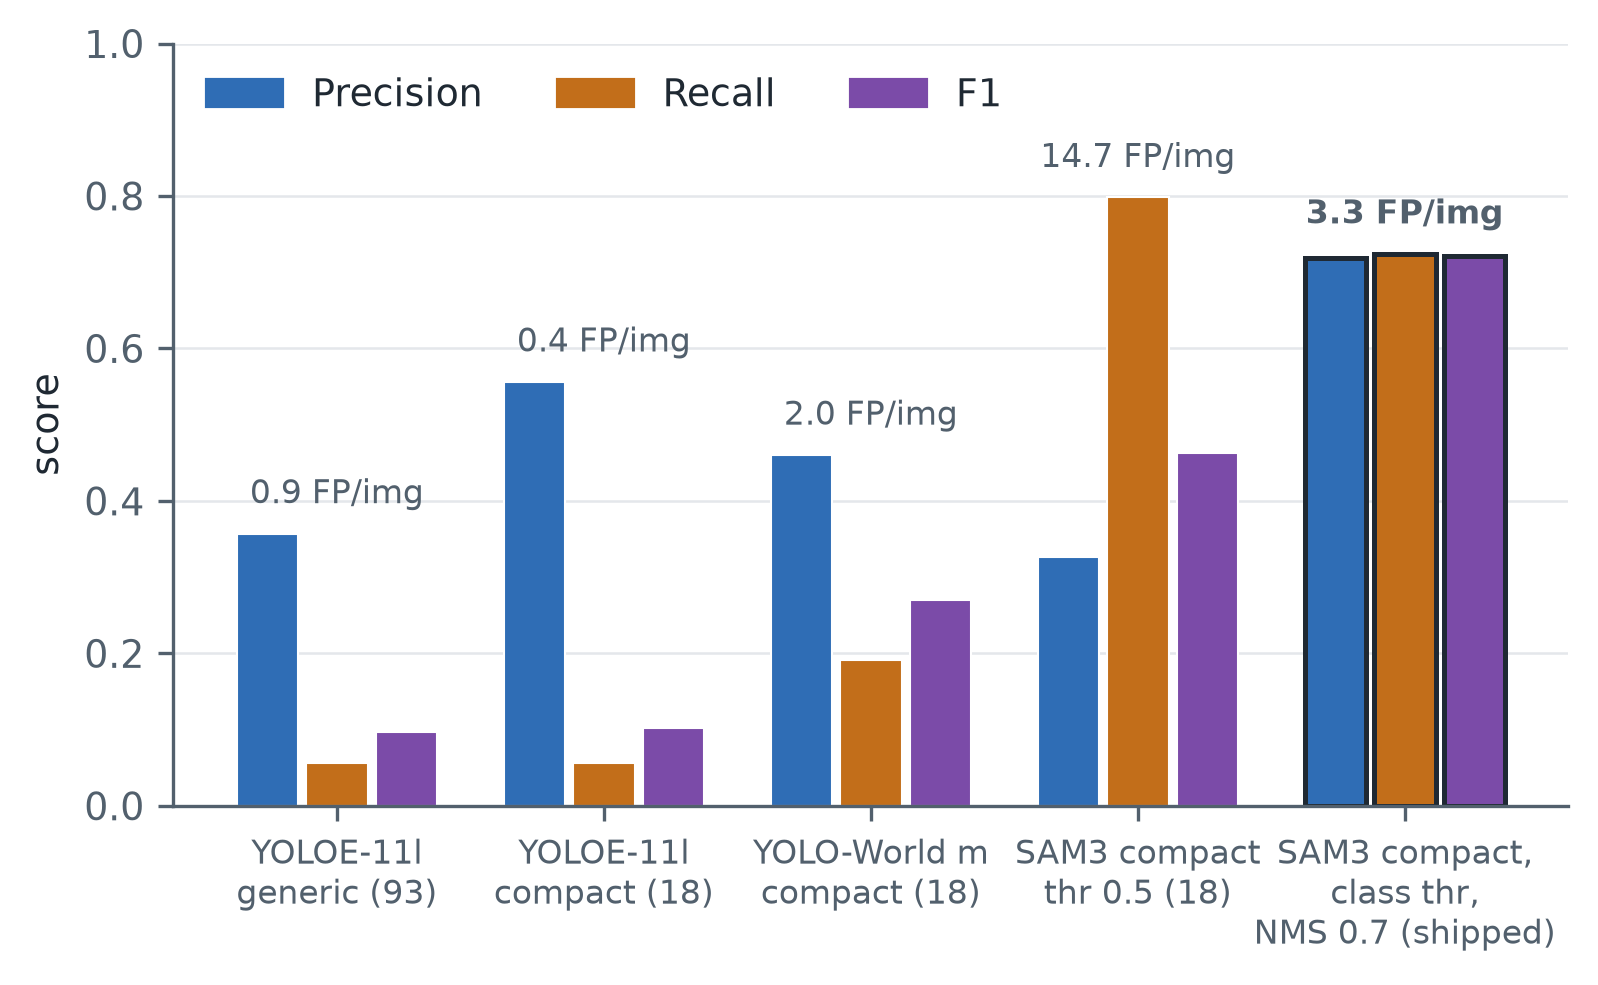 1.0
Precision Recall F1
14.7 FP/img
0.8
3.3 FP/img
0.6
0.4 FP/img
2.0 FP/img
score
0.9 FP/img
0.4
0.2
0.0
YOLOE-11l
generic (93)
YOLOE-11l
compact (18)
YOLO-World m
compact (18)
SAM3 compact
thr 0.5 (18)
SAM3 compact,
class thr,
NMS 0.7 (shipped)